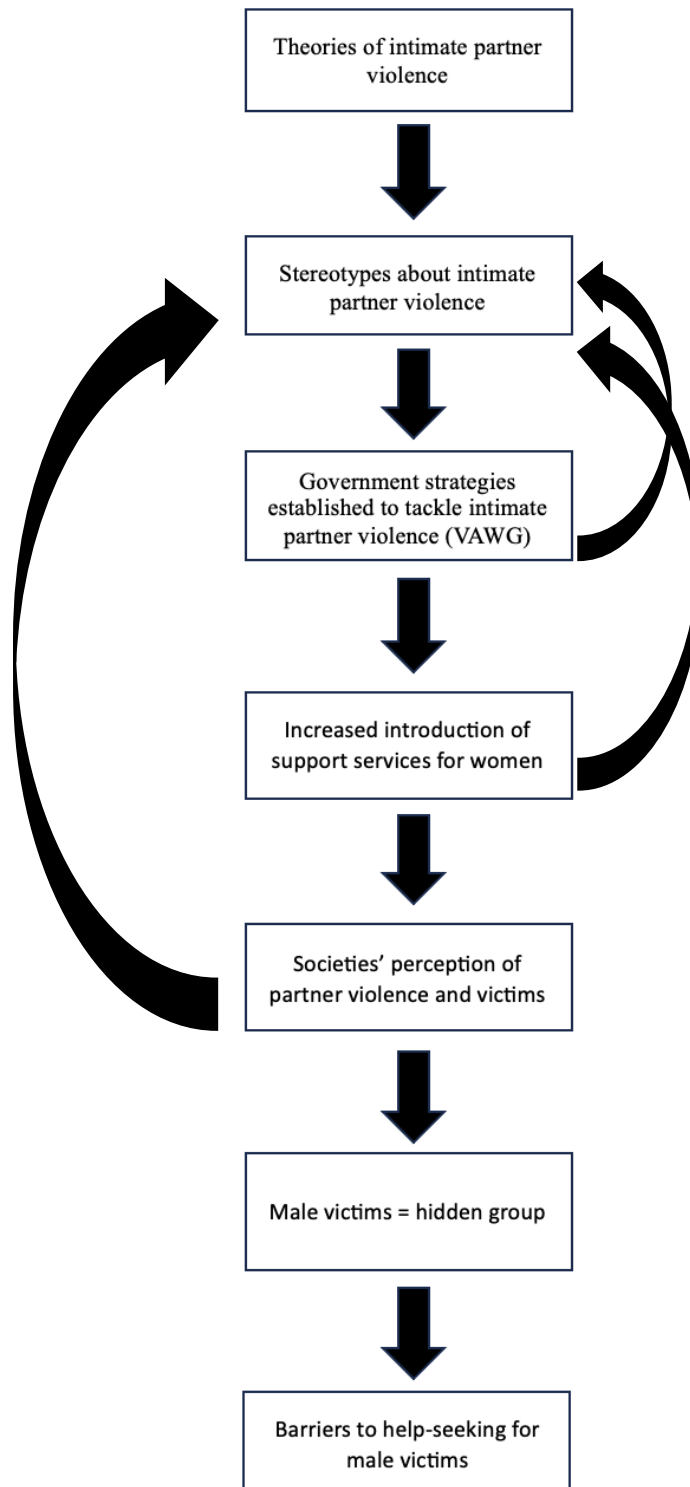 Theories of intimate partner
violence
Stereotypes about intimate
partner violence
Government strategies
established to tackle intimate
partner violence (VAWG)
Increased introduction of
support services for women
Societies’ perception of
partner violence and victims
Male victims = hidden group
Barriers to help-seeking for
male victims